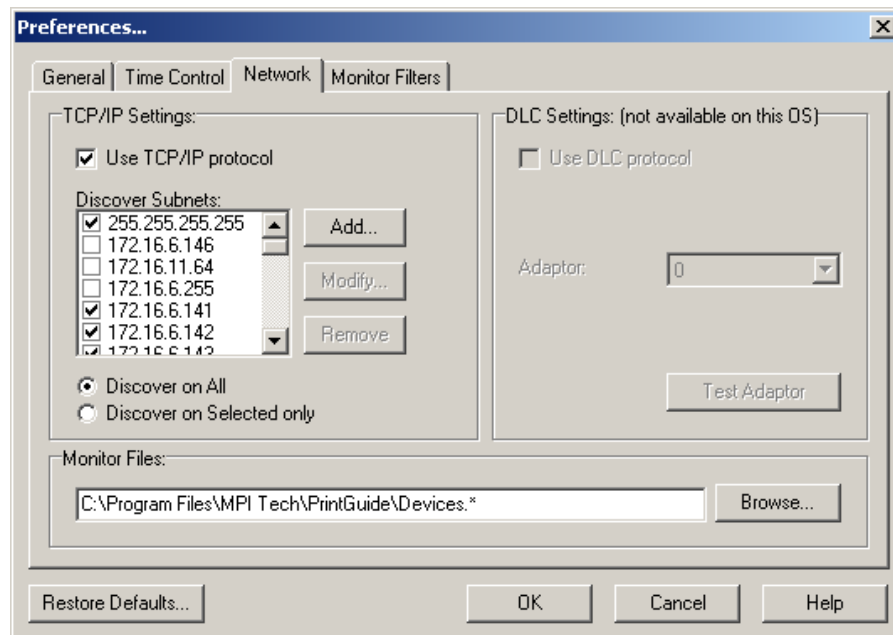 Preferences...
General
Time Control
Network
Monitor Filters
TCP/IP Settings:
Use TCP/IP protocol
Discover Subnets:
255.255.255.255
172.16.6.146
172.16.11.64
172.16.6.255
172.16.6.141
172.16.6.142
172.16.6.143
Add...
Modify...
Remove
Discover on All
Discover on Selected only
DLC Settings: (not available on this OS)
Use DLC protocol
Adaptor:
0
Test Adaptor
Monitor Files:
C:\Program Files\MPI Tech\PrintGuide\Devices.*
Browse...
Restore Defaults...
OK
Cancel
Help